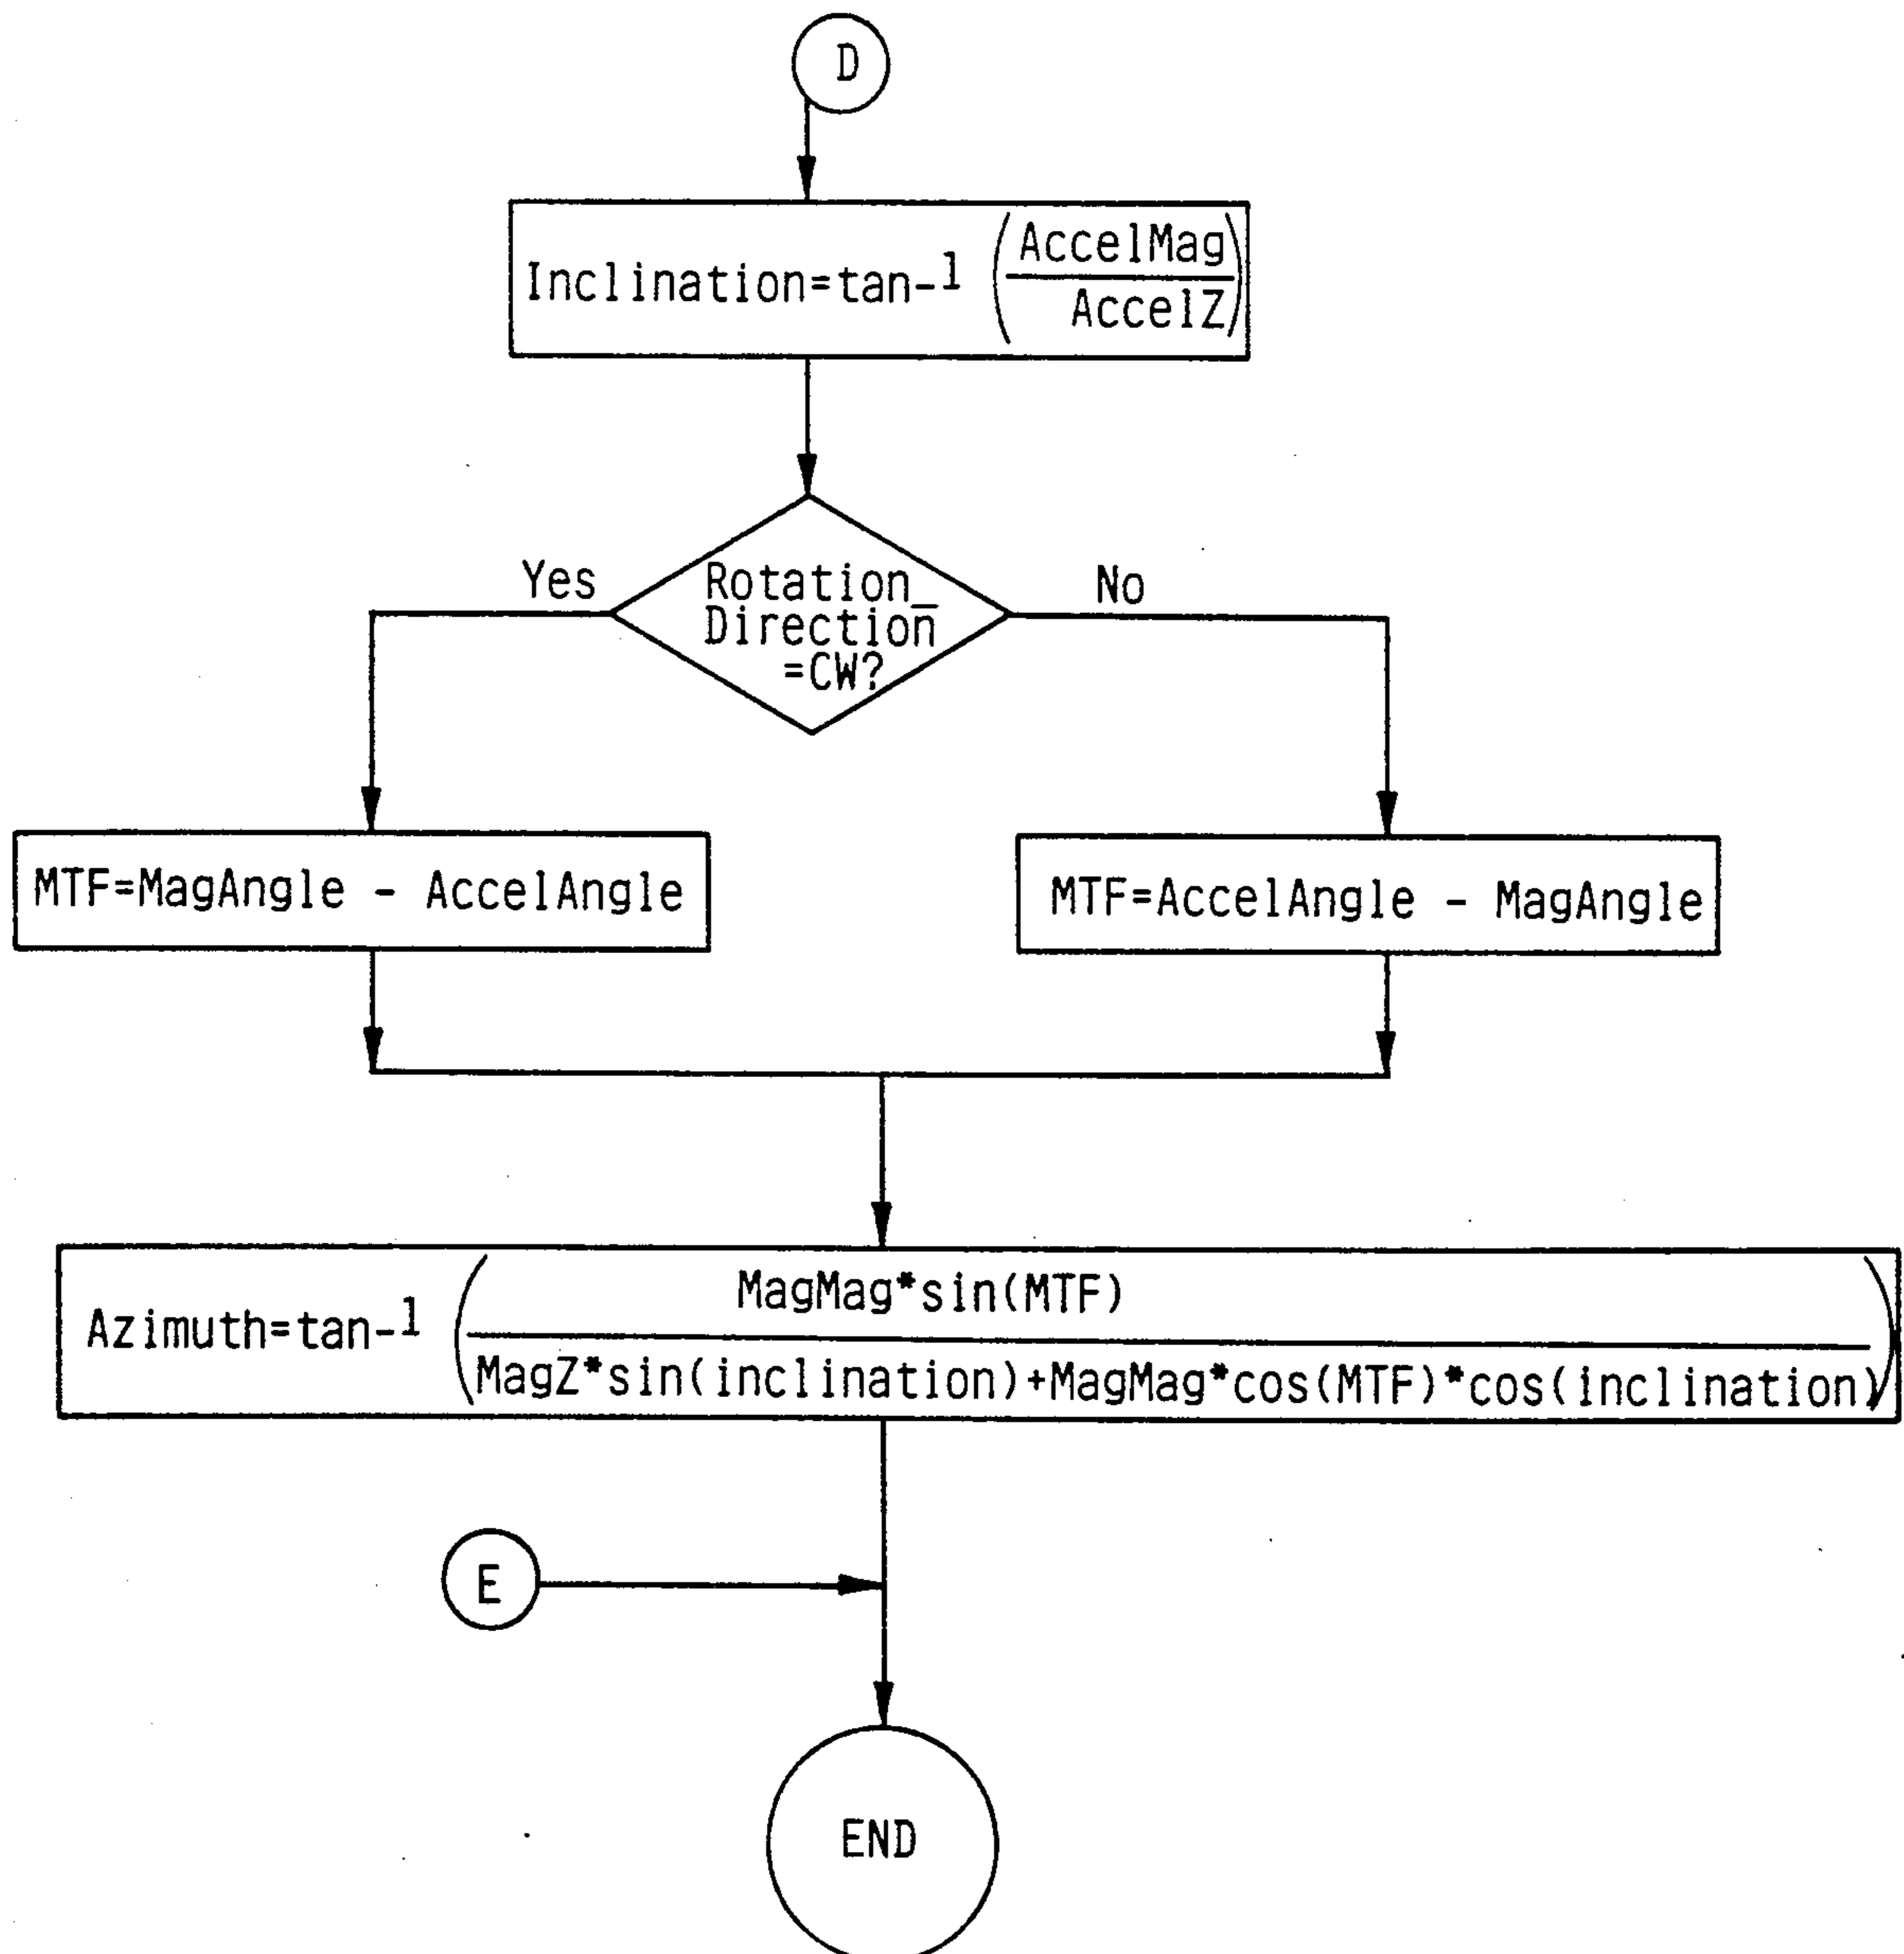 D
Inclination=tan-1 (AccelMag
AccelZ)
Yes
Rotation_
Direction
=CW?
No
MTF=MagAngle - AccelAngle
MTF=AccelAngle - MagAngle
Azimuth=tan-1 (MagMag*sin(MTF)
MagZ*sin(inclination)+MagMag*cos(MTF)*cos(inclination))
E
END